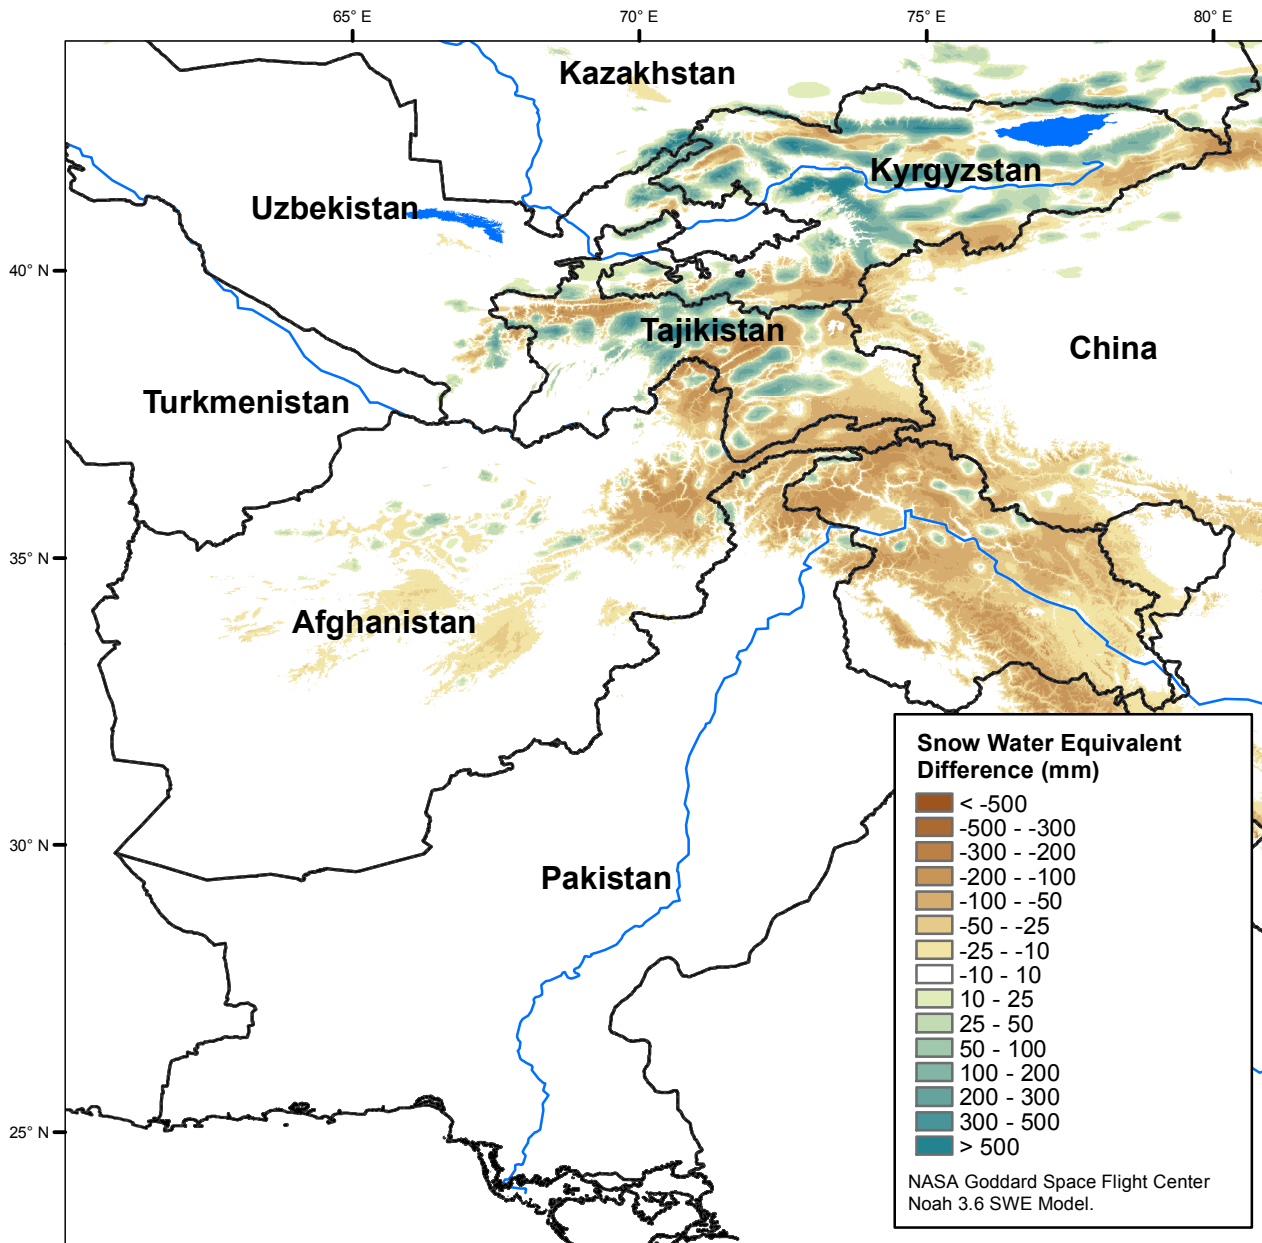 65° E
70° E
75° E
80° E
Kazakhstan
Kyrgyzstan
Uzbekistan
40° N
Tajikistan
China
Turkmenistan
35° N
Afghanistan
Snow Water Equivalent
Difference (mm)
< -500
-500 - -300
-300 - -200
-200 - -100
-100 - -50
-50 - -25
-25 - -10
-10 - 10
10 - 25
25 - 50
50 - 100
100 - 200
200 - 300
300 - 500
> 500
NASA Goddard Space Flight Center
Noah 3.6 SWE Model.
30° N
Pakistan
25° N